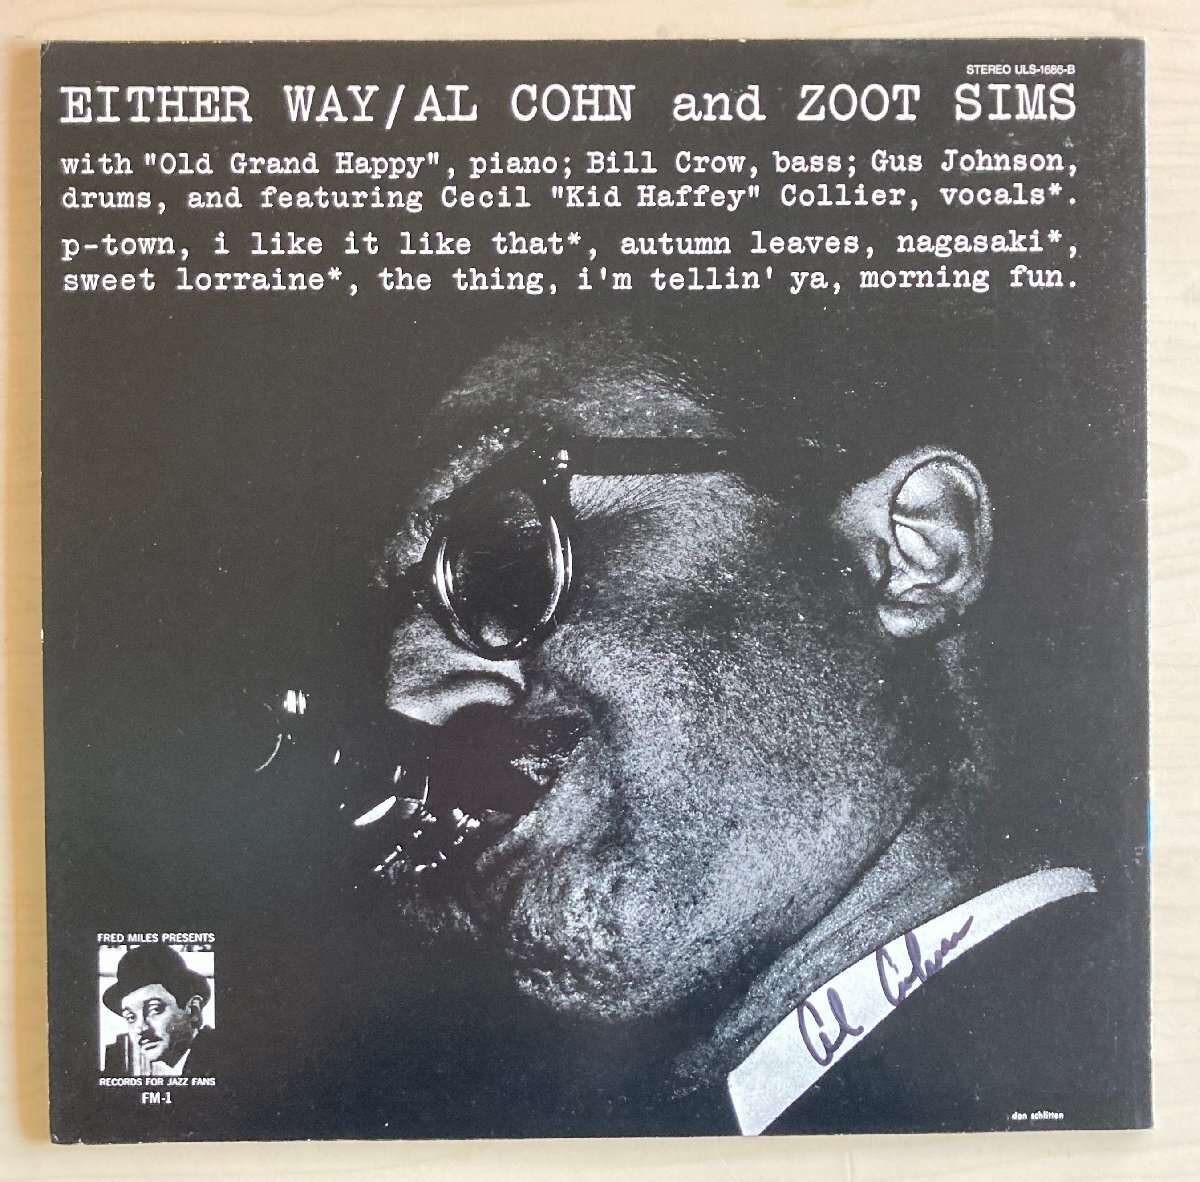 STEREO ULS-1685-B
EITHER WAY/AL COHN and ZOOT SIMS
with "Old Grand Happy", piano; Bill Crow, bass; Gus Johnson,
drums, and featuring Cecil "Kid Haffey" Collier, vocals*.
p-town, i like it like that*, autumn leaves, nagasaki*,
sweet lorraine*, the thing, i'm tellin' ya, morning fun.
FRED MILES PRESENTS
RECORDS FOR JAZZ FANS
FM-1
Al Cohn
don schlitten